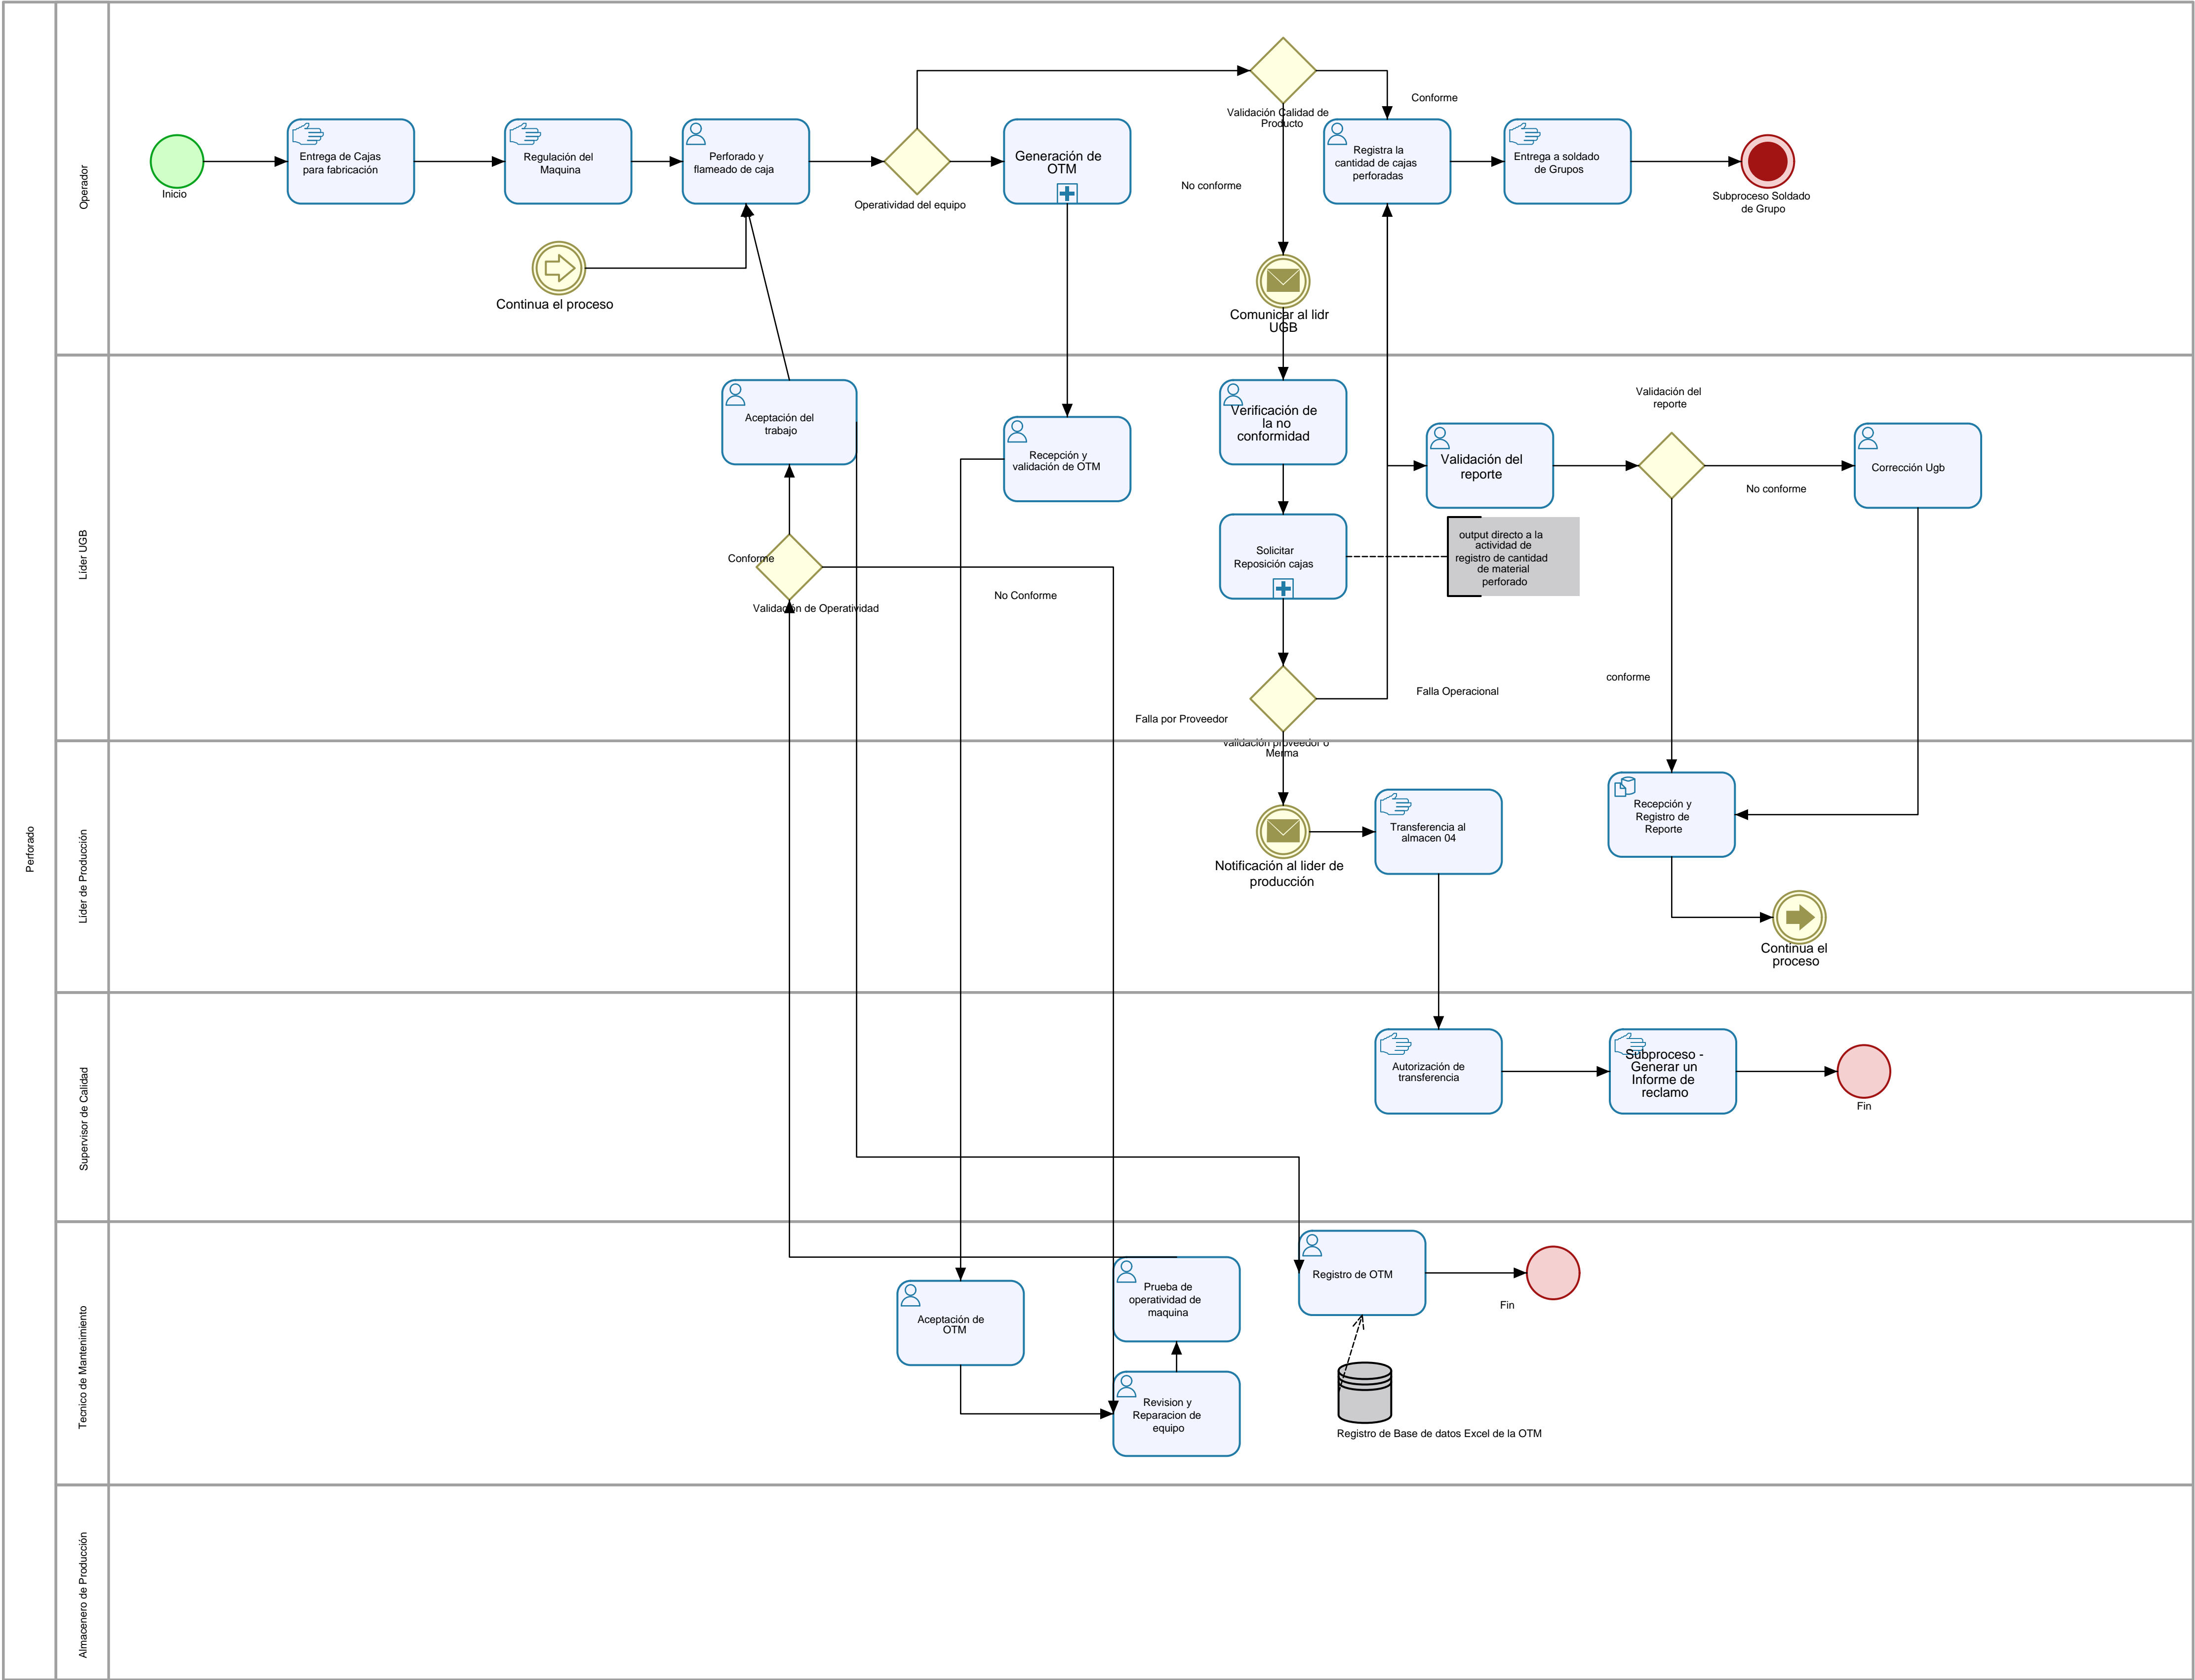 Perforado
Operador
Inicio
Entrega de Cajas
para fabricación
Regulación del
Maquina
Perforado y
flameado de caja
Operatividad del equipo
Generación de
OTM
Validación Calidad de
Producto
Conforme
No conforme
Registra la
cantidad de cajas
perforadas
Entrega a soldado
de Grupos
Subproceso Soldado
de Grupo
Continua el proceso
Comunicar al lidr
UGB
Líder UGB
Aceptación del
trabajo
Recepción y
validación de OTM
Verificación de
la no
conformidad
Validación del
reporte
Validación del
reporte
Corrección Ugb
No conforme
Conforme
Validación de Operatividad
No Conforme
Solicitar
Reposición cajas
output directo a la
actividad de
registro de cantidad
de material
perforado
conforme
Falla Operacional
Falla por Proveedor
Validación proveedor o
Merma
Líder de Producción
Recepción y
Registro de
Reporte
Transferencia al
almacen 04
Notificación al lider de
producción
Continua el
proceso
Supervisor de Calidad
Autorización de
transferencia
Subproceso -
Generar un
Informe de
reclamo
Fin
Tecnico de Mantenimiento
Aceptación de
OTM
Prueba de
operatividad de
maquina
Registro de OTM
Fin
Revision y
Reparacion de
equipo
Registro de Base de datos Excel de la OTM
Almacenero de Producción